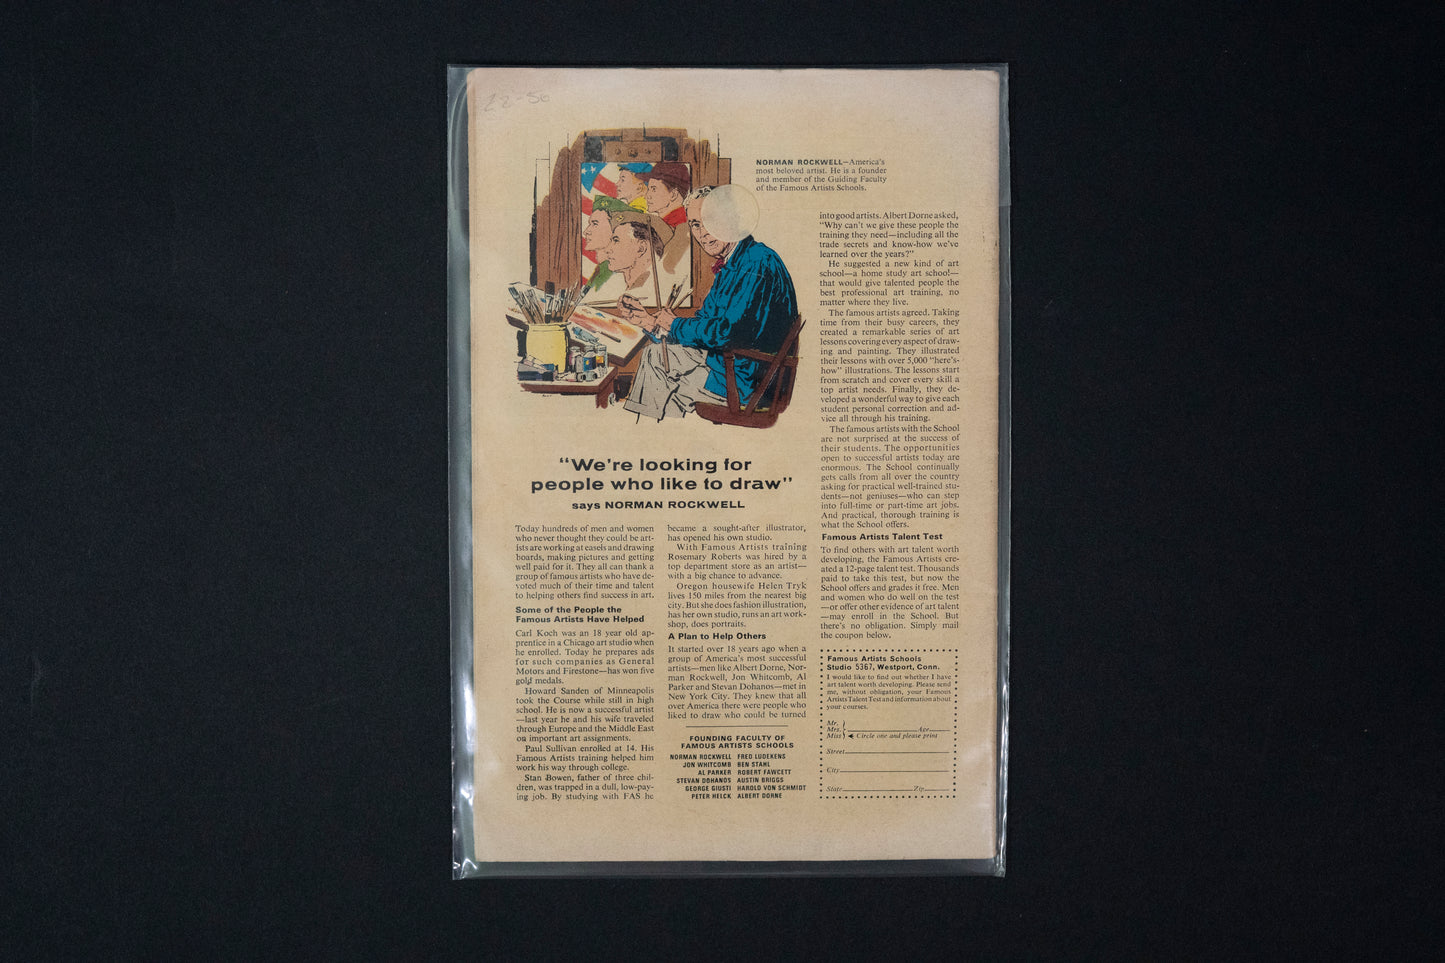 22-50
NORMAN ROCKWELL—America's
most beloved artist. He is a founder
and member of the Guiding Faculty
of the Famous Artists Schools.
"We're looking for
people who like to draw"
says NORMAN ROCKWELL
Today hundreds of men and women
who never thought they could be art-
ists are working at easels and drawing
boards, making pictures and getting
well paid for it. They all can thank a
group of famous artists who have de-
voted much of their time and talent
to helping others find success in art.
Some of the People the
Famous Artists Have Helped
Carl Koch was an 18 year old ap-
prentice in a Chicago art studio when
he enrolled. Today he prepares ads
for such companies as General
Motors and Firestone—has won five
gold medals.
Howard Sanden of Minneapolis
took the Course while still in high
school. He is now a successful artist
—last year he and his wife traveled
through Europe and the Middle East
on important art assignments.
Paul Sullivan enrolled at 14. His
Famous Artists training helped him
work his way through college.
Stan Bowen, father of three chil-
dren, was trapped in a dull, low-pay-
ing job. By studying with FAS he
became a sought-after illustrator,
has opened his own studio.
With Famous Artists training
Rosemary Roberts was hired by a
top department store as an artist—
with a big chance to advance.
Oregon housewife Helen Tryk
lives 150 miles from the nearest big
city. But she does fashion illustration,
has her own studio, runs an art work-
shop, does portraits.
A Plan to Help Others
It started over 18 years ago when a
group of America's most successful
artists—men like Albert Dorne, Nor-
man Rockwell, Jon Whitcomb, Al
Parker and Stevan Dohanos—met in
New York City. They knew that all
over America there were people who
liked to draw who could be turned
FOUNDING FACULTY OF
FAMOUS ARTISTS SCHOOLS
NORMAN ROCKWELL FRED LUDEKENS
JON WHITCOMB BEN STAHL
AL PARKER ROBERT FAWCETT
STEVAN DOHANOS AUSTIN BRIGGS
GEORGE GIUSTI HAROLD VON SCHMIDT
PETER HELCK ALBERT DORNE
into good artists. Albert Dorne asked,
"Why can't we give these people the
training they need—including all the
trade secrets and know-how we've
learned over the years?"
He suggested a new kind of art
school—a home study art school—
that would give talented people the
best professional art training, no
matter where they live.
The famous artists agreed. Taking
time from their busy careers, they
created a remarkable series of art
lessons covering every aspect of draw-
ing and painting. They illustrated
their lessons with over 5,000 "here's-
how" illustrations. The lessons start
from scratch and cover every skill a
top artist needs. Finally, they de-
veloped a wonderful way to give each
student personal correction and ad-
vice all through his training.
The famous artists with the School
are not surprised at the success of
their students. The opportunities
open to successful artists today are
enormous. The School continually
gets calls from all over the country
asking for practical well-trained stu-
dents—not geniuses—who can step
into full-time or part-time art jobs.
And practical, thorough training is
what the School offers.
Famous Artists Talent Test
To find others with art talent worth
developing, the Famous Artists cre-
ated a 12-page talent test. Thousands
paid to take this test, but now the
School offers and grades it free. Men
and women who do well on the test
—or offer other evidence of art talent
—may enroll in the School. But
there's no obligation. Simply mail
the coupon below.
Famous Artists Schools
Studio 5367, Westport, Conn.
I would like to find out whether I have
art talent worth developing. Please send
me, without obligation, your Famous
Artists Talent Test and information about
your courses.
Mr.
Mrs. Age
Miss Circle one and please print
Street
City
State Zip